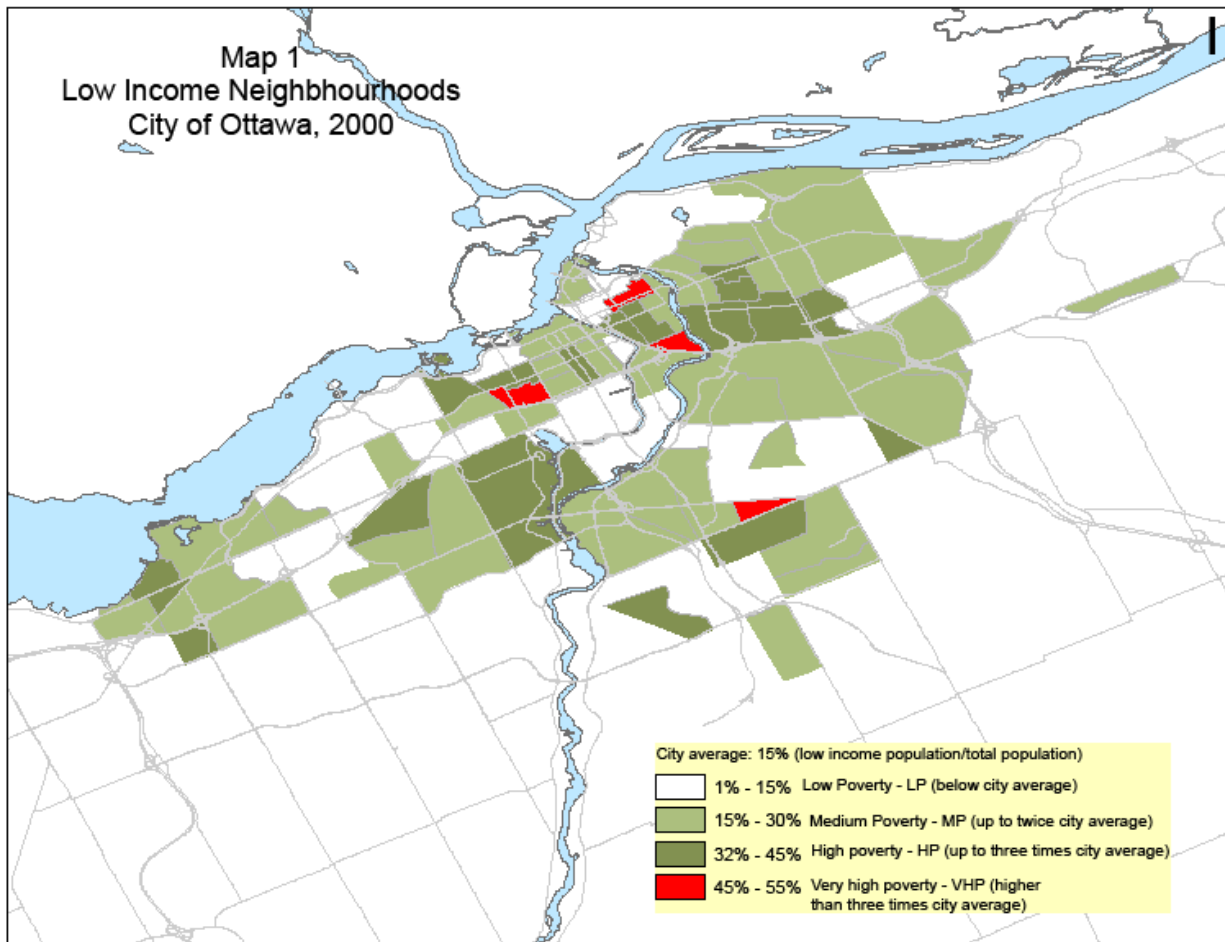 Map 1
Low Income Neighbhourhoods
City of Ottawa, 2000
City average: 15% (low income population/total population)
1% - 15% Low Poverty - LP (below city average)
15% - 30% Medium Poverty - MP (up to twice city average)
32% - 45% High poverty - HP (up to three times city average)
45% - 55% Very high poverty - VHP (higher
than three times city average)